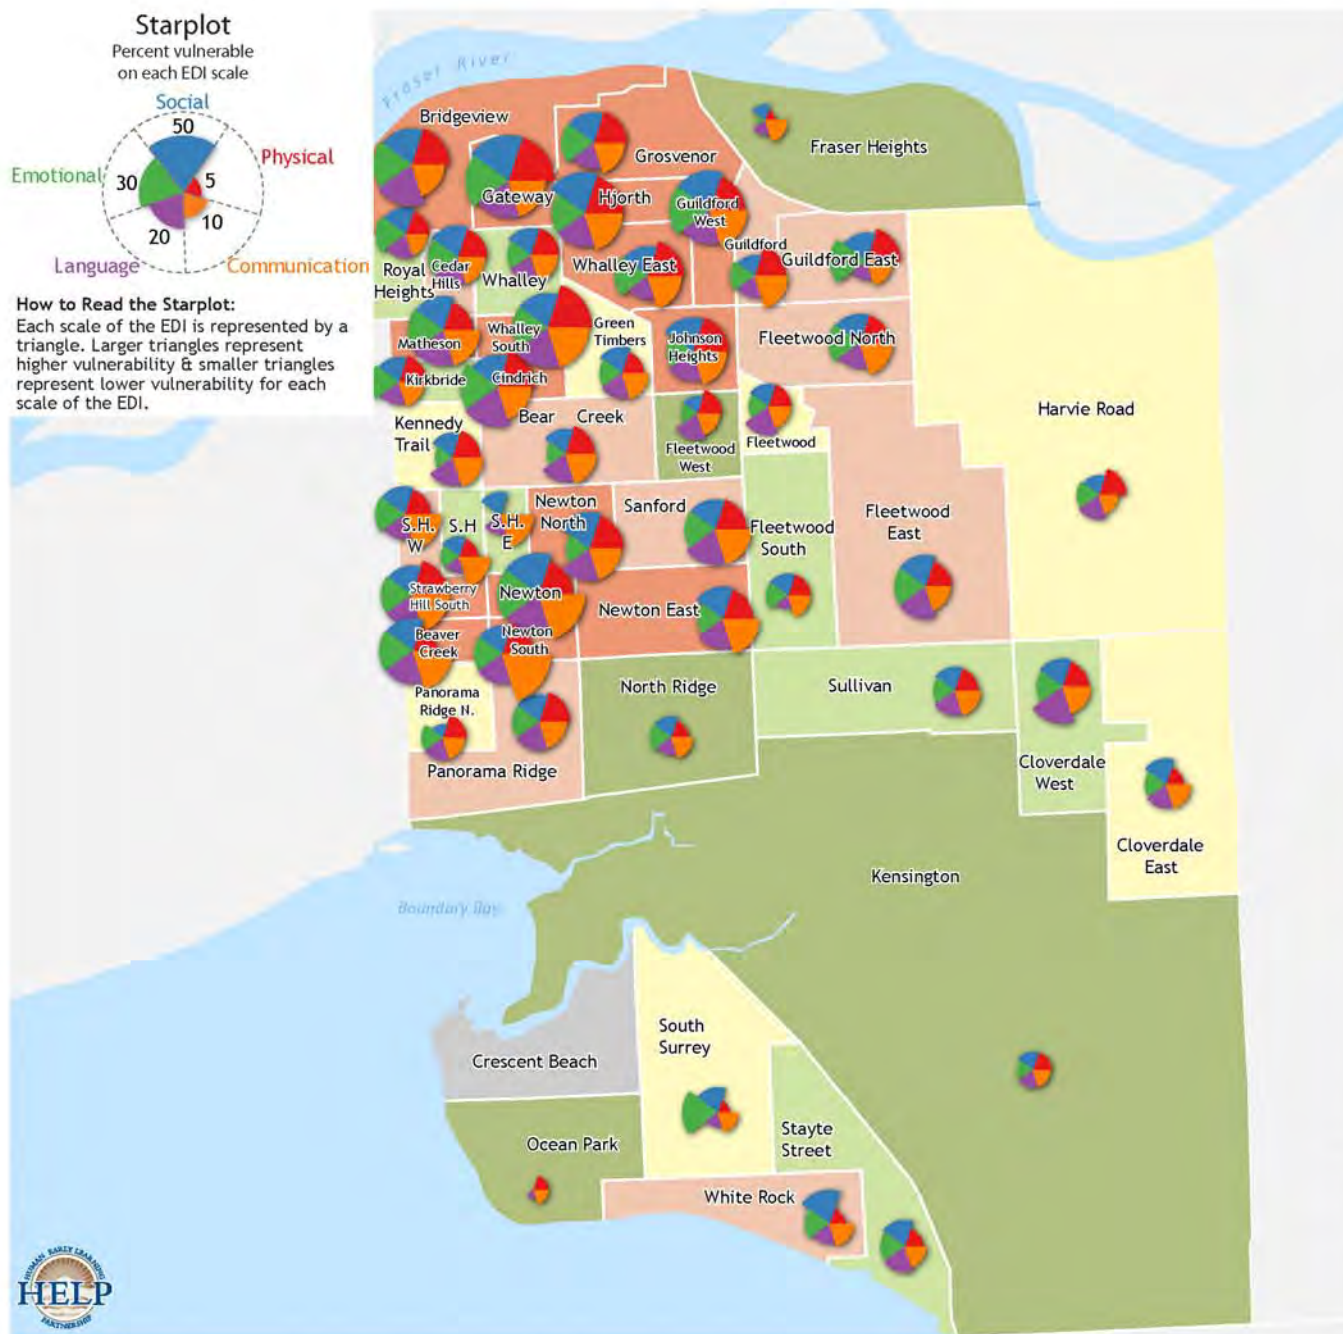 Starplot
Percent vulnerable
on each EDI scale
Social
50
Physical
Emotional
30
5
10
20
Language
Communication
How to Read the Starplot:
Each scale of the EDI is represented by a
triangle. Larger triangles represent
higher vulnerability & smaller triangles
represent lower vulnerability for each
scale of the EDI.
Fraser River
Bridgeview
Grosvenor
Fraser Heights
Gateway
Hjorth
Guildford
West
Guildford
Guildford East
Royal
Heights
Cedar
Hills
Whalley
Whalley East
Matheson
Whalley
South
Green
Timbers
Johnson
Heights
Fleetwood North
Kirkbride
Cindrich
Harvie Road
Kennedy
Trail
Bear Creek
Fleetwood
West
Fleetwood
S.H.
W
S.H
S.H.
E
Newton
North
Sanford
Fleetwood
South
Fleetwood
East
Strawberry
Hill South
Newton
Newton East
Beaver
Creek
Newton
South
Panorama
Ridge N.
North Ridge
Sullivan
Panorama Ridge
Cloverdale
West
Cloverdale
East
Kensington
Boundary Bay
South
Surrey
Crescent Beach
Stayte
Street
Ocean Park
White Rock
HUMAN EARLY LEARNING
HELP
PARTNERSHIP